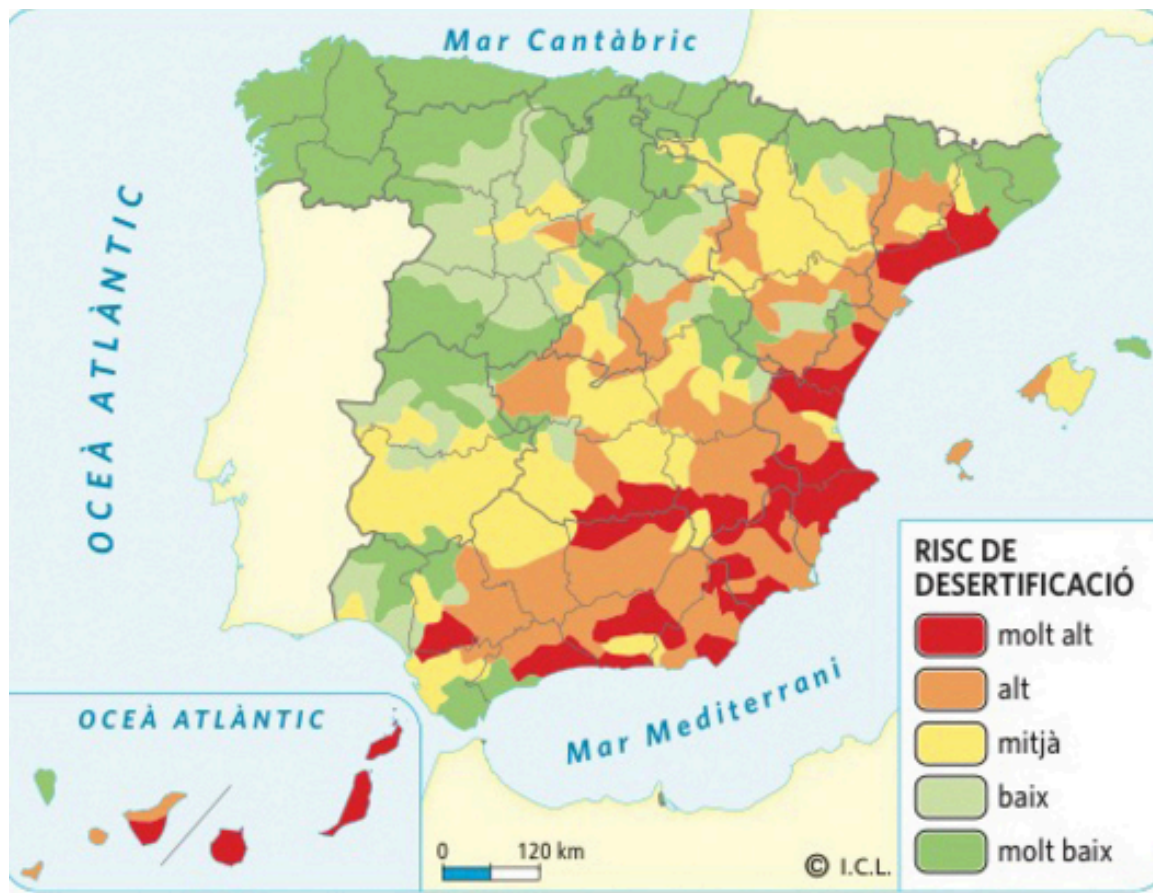 Mar Cantàbric
OCEÀ ATLÀNTIC
Mar Mediterrani
OCEÀ ATLÀNTIC
0 120 km
© I.C.L.
RISC DE
DESERTIFICACIÓ
molt alt
alt
mitjà
baix
molt baix